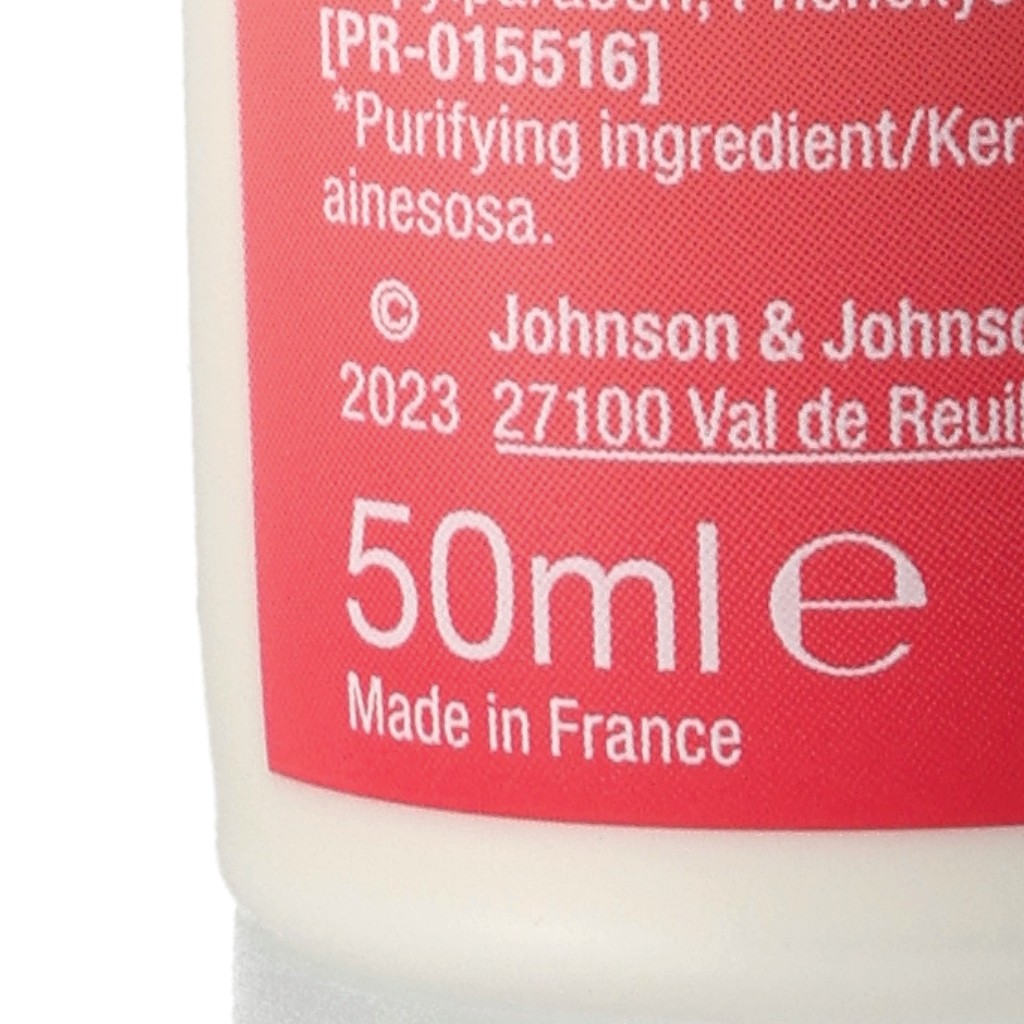 [PR-015516]
*Purifying ingredient/Ker
ainesosa.
© Johnson & Johns
2023 27100 Val de Reuil
50ml e
Made in France